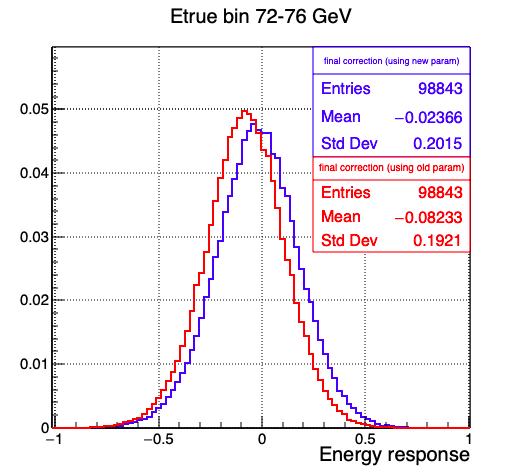 Etrue bin 72-76 GeV
final correction (using new param)
Entries 98843
Mean −0.02366
Std Dev 0.2015
final correction (using old param)
Entries 98843
Mean −0.08233
Std Dev 0.1921
0.05
0.04
0.03
0.02
0.01
0
−1 −0.5 0 0.5 1
Energy response